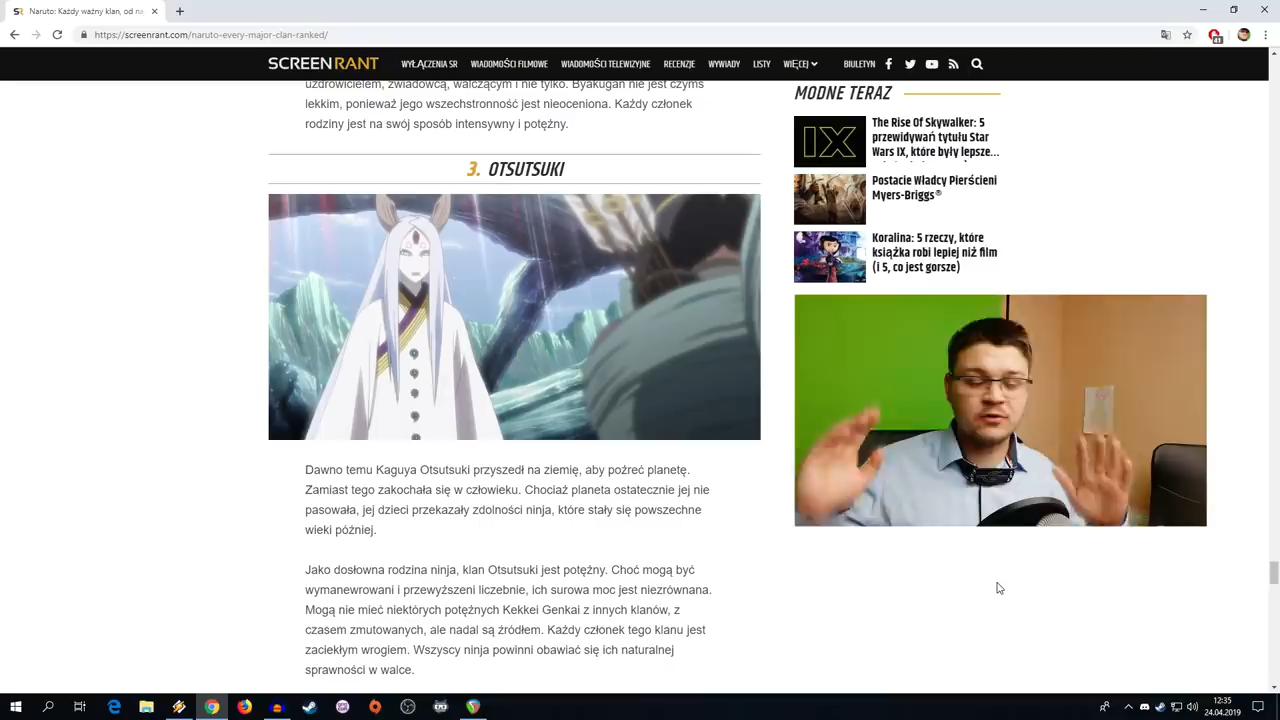 Naruto: Każdy ważny klan, od na
https://screenrant.com/naruto-every-major-clan-ranked/
41
SCREENRANT
WYŁĄCZENIA SR
WIADOMOŚCI FILMOWE
WIADOMOŚCI TELEWIZYJNE
RECENZJE
WYWIADY
LISTY
WIĘCEJ
BIULETYN
uzdrowicielem, zwiadowcą, walczącym i nie tylko. Byakugan nie jest czymś
lekkim, ponieważ jego wszechstronność jest nieoceniona. Każdy członek
rodziny jest na swój sposób intensywny i potężny.
3. OTSUTSUKI
Dawno temu Kaguya Otsutsuki przyszedł na ziemię, aby pożreć planetę.
Zamiast tego zakochała się w człowieku. Chociaż planeta ostatecznie jej nie
pasowała, jej dzieci przekazały zdolności ninja, które stały się powszechne
wieki później.
Jako dosłowna rodzina ninja, klan Otsutsuki jest potężny. Choć mogą być
wymanewrowani i przewyższeni liczebnie, ich surowa moc jest niezrównana.
Mogą nie mieć niektórych potężnych Kekkei Genkai z innych klanów, z
czasem zmutowanych, ale nadal są źródłem. Każdy członek tego klanu jest
zaciekłym wrogiem. Wszyscy ninja powinni obawiać się ich naturalnej
sprawności w walce.
MODNE TERAZ
IX
The Rise Of Skywalker: 5
przewidywań tytułu Star
Wars IX, które były lepsze...
Postacie Władcy Pierścieni
Myers-Briggs®
Koralina: 5 rzeczy, które
książka robi lepiej niż film
(i 5, co jest gorsze)
12:35
24.04.2019